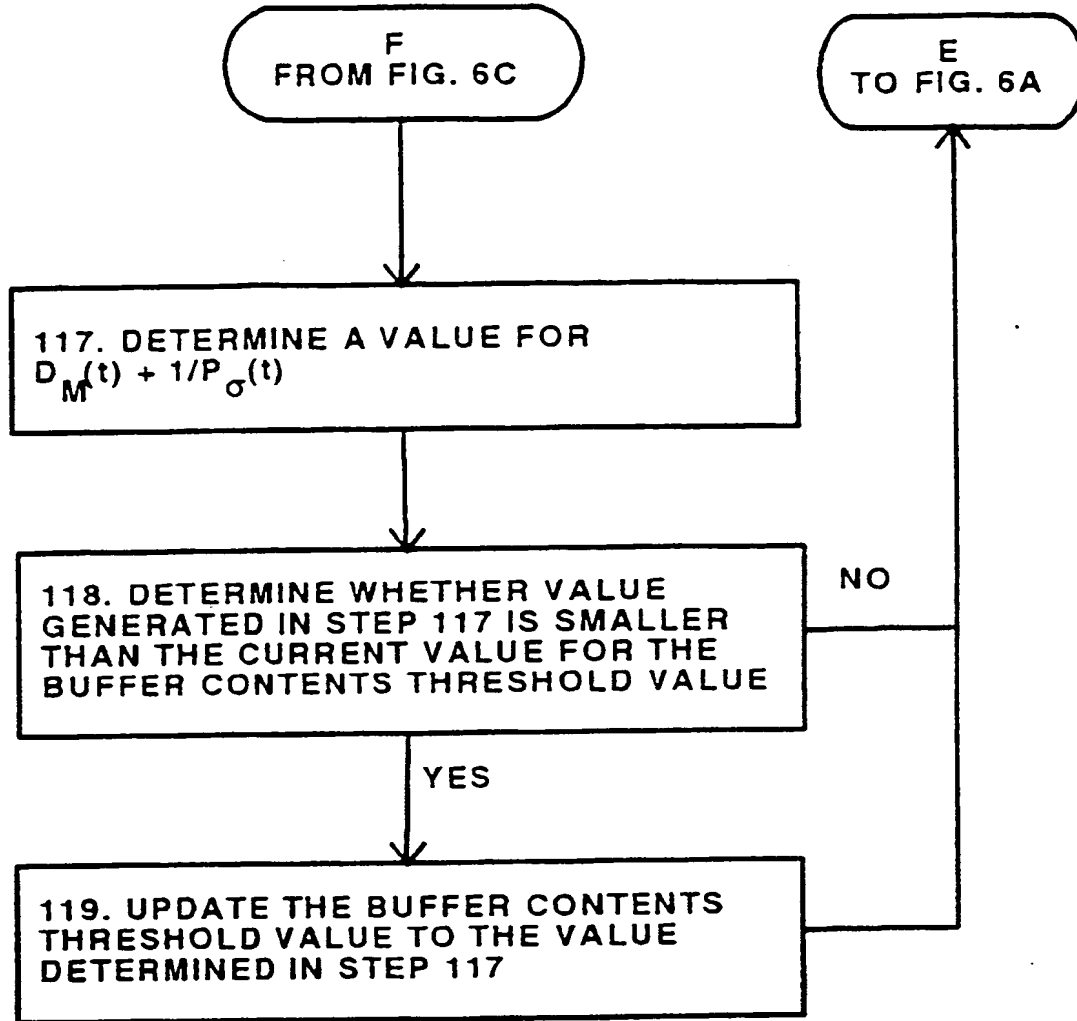 F
FROM FIG. 6C
E
TO FIG. 6A
117. DETERMINE A VALUE FOR
D_M(t) + 1/P_σ(t)
118. DETERMINE WHETHER VALUE
GENERATED IN STEP 117 IS SMALLER
THAN THE CURRENT VALUE FOR THE
BUFFER CONTENTS THRESHOLD VALUE
NO
YES
119. UPDATE THE BUFFER CONTENTS
THRESHOLD VALUE TO THE VALUE
DETERMINED IN STEP 117